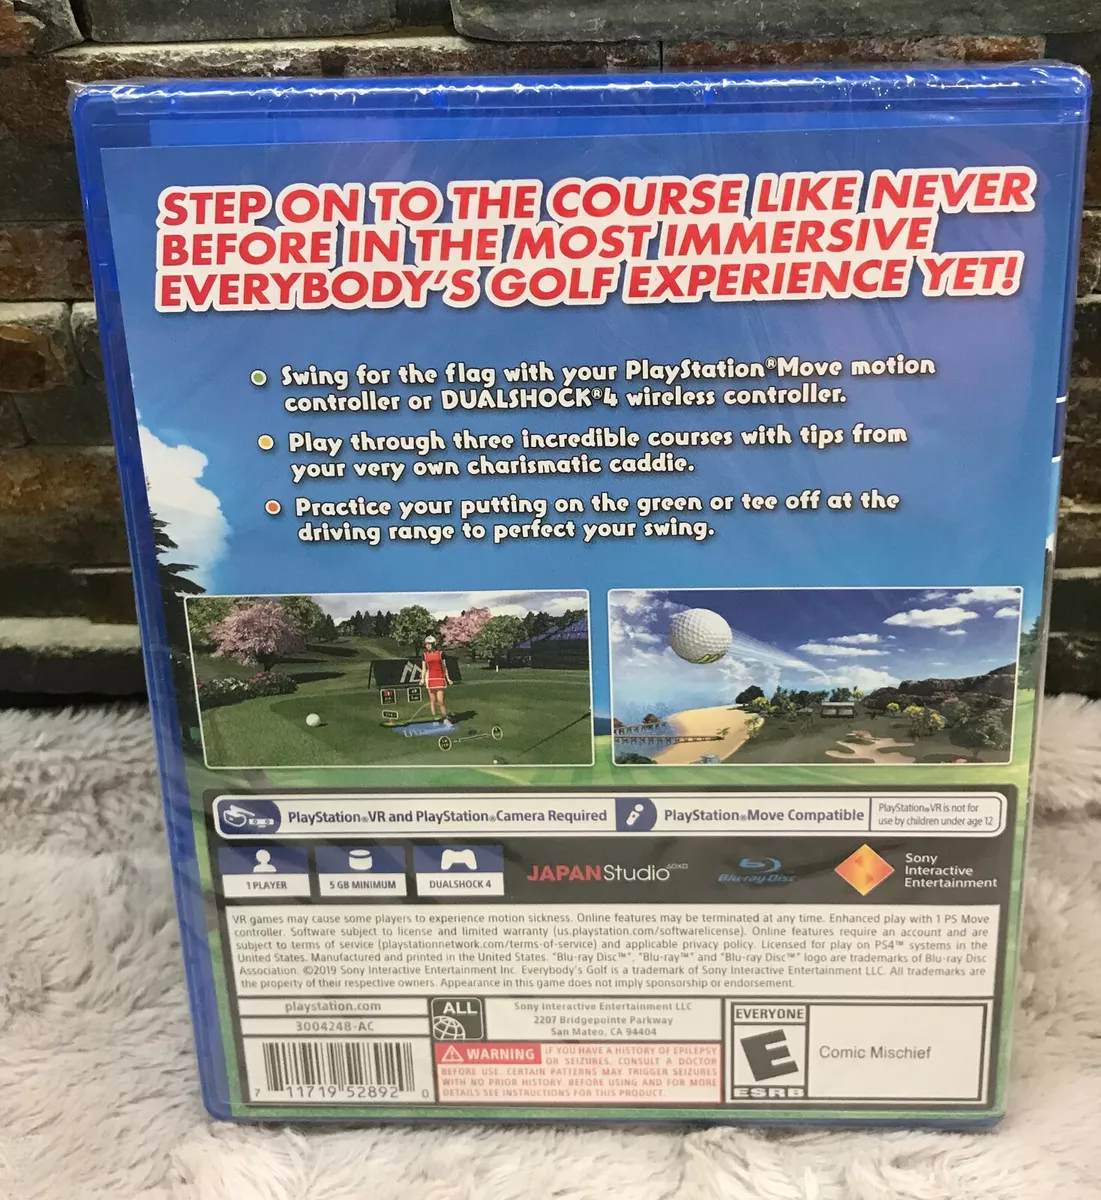 STEP ON TO THE COURSE LIKE NEVER
BEFORE IN THE MOST IMMERSIVE
EVERYBODY'S GOLF EXPERIENCE YET!
Swing for the flag with your PlayStation®Move motion
controller or DUALSHOCK®4 wireless controller.
Play through three incredible courses with tips from
your very own charismatic caddie.
Practice your putting on the green or tee off at the
driving range to perfect your swing.
PlayStation®VR and PlayStation®Camera Required
PlayStation®Move Compatible
PlayStation®VR is not for
use by children under age 12
1 PLAYER
5 GB MINIMUM
DUALSHOCK 4
JAPANStudio
Blu-ray Disc
Sony
Interactive
Entertainment
VR games may cause some players to experience motion sickness. Online features may be terminated at any time. Enhanced play with 1 PS Move
controller. Software subject to license and limited warranty (us.playstation.com/softwarelicense). Online features require an account and are
subject to terms of service (playstationnetwork.com/terms-of-service) and applicable privacy policy. Licensed for play on PS4™ systems in the
United States. Manufactured and printed in the United States. "Blu-ray Disc™", "Blu-ray™" and "Blu-ray Disc™" logo are trademarks of Blu-ray Disc
Association. ©2019 Sony Interactive Entertainment Inc. Everybody's Golf is a trademark of Sony Interactive Entertainment LLC. All trademarks are
the property of their respective owners. Appearance in this game does not imply sponsorship or endorsement.
playstation.com
3004248-AC
7 11719 52892 0
ALL
Sony Interactive Entertainment LLC
2207 Bridgepointe Parkway
San Mateo, CA 94404
WARNING IF YOU HAVE A HISTORY OF EPILEPSY
OR SEIZURES, CONSULT A DOCTOR
BEFORE USE. CERTAIN PATTERNS MAY TRIGGER SEIZURES
WITH NO PRIOR HISTORY. BEFORE USING AND FOR MORE
DETAILS SEE INSTRUCTIONS FOR THIS PRODUCT.
EVERYONE
E
ESRB
Comic Mischief